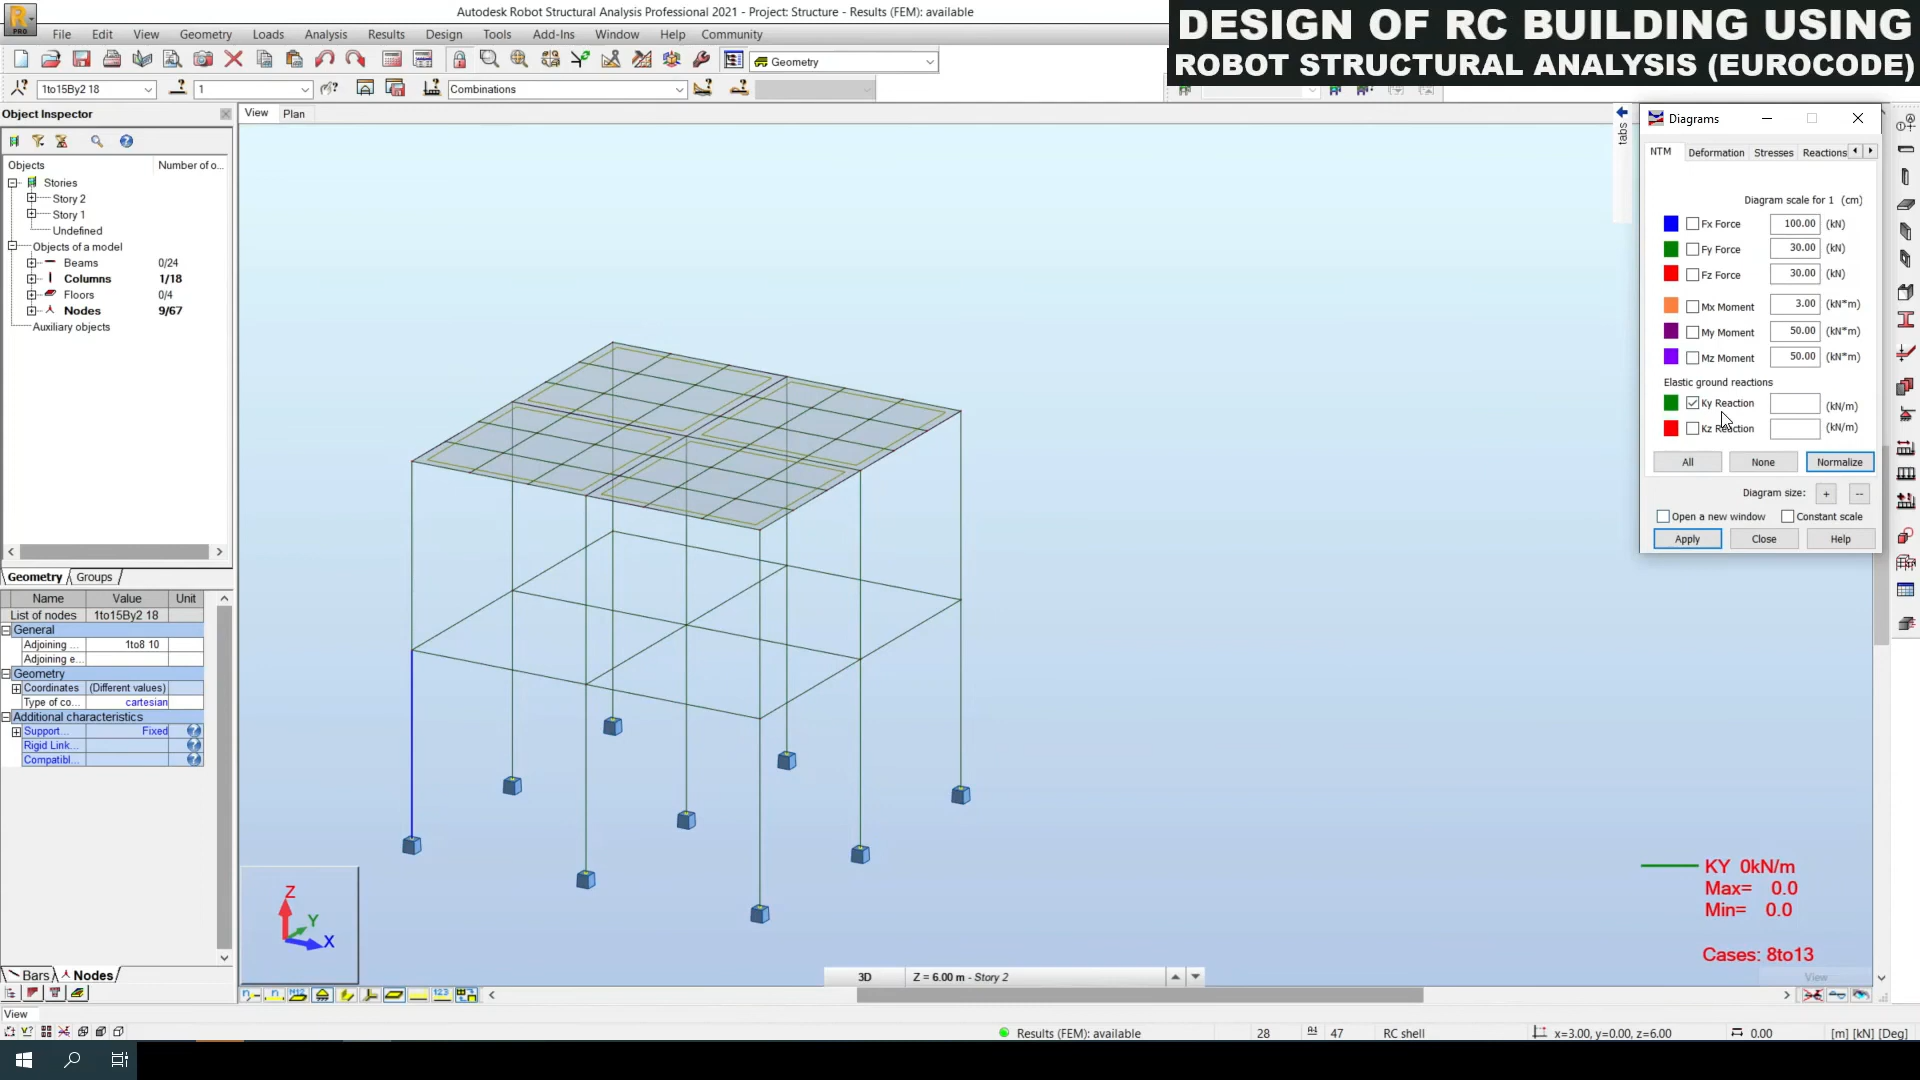 Autodesk Robot Structural Analysis Professional 2021 - Project: Structure - Results (FEM): available
DESIGN OF RC BUILDING USING
ROBOT STRUCTURAL ANALYSIS (EUROCODE)
PRO
File Edit View Geometry Loads Analysis Results Design Tools Add-Ins Window Help Community
Geometry
1to15By2 18
1
Combinations
Object Inspector
View Plan
Objects Number of o...
Stories
Story 2
Story 1
Undefined
Objects of a model
Beams 0/24
Columns 1/18
Floors 0/4
Nodes 9/67
Auxiliary objects
Geometry Groups
Name Value Unit
List of nodes 1to15By2 18
General
Adjoining ... 1to8 10
Adjoining e...
Geometry
Coordinates (Different values)
Type of co... cartesian
Additional characteristics
Support... Fixed
Rigid Link...
Compatibl...
Bars Nodes
View
tabs
Diagrams
NTM Deformation Stresses Reactions
Diagram scale for 1 (cm)
Fx Force 100.00 (kN)
Fy Force 30.00 (kN)
Fz Force 30.00 (kN)
Mx Moment 3.00 (kN*m)
My Moment 50.00 (kN*m)
Mz Moment 50.00 (kN*m)
Elastic ground reactions
Ky Reaction (kN/m)
Kz Reaction (kN/m)
All None Normalize
Diagram size: + --
Open a new window Constant scale
Apply Close Help
KY 0kN/m
Max= 0.0
Min= 0.0
Cases: 8to13
View
Z
Y
X
3D Z = 6.00 m - Story 2
Results (FEM): available 28 47 RC shell x=3.00, y=0.00, z=6.00 0.00 [m] [kN] [Deg]